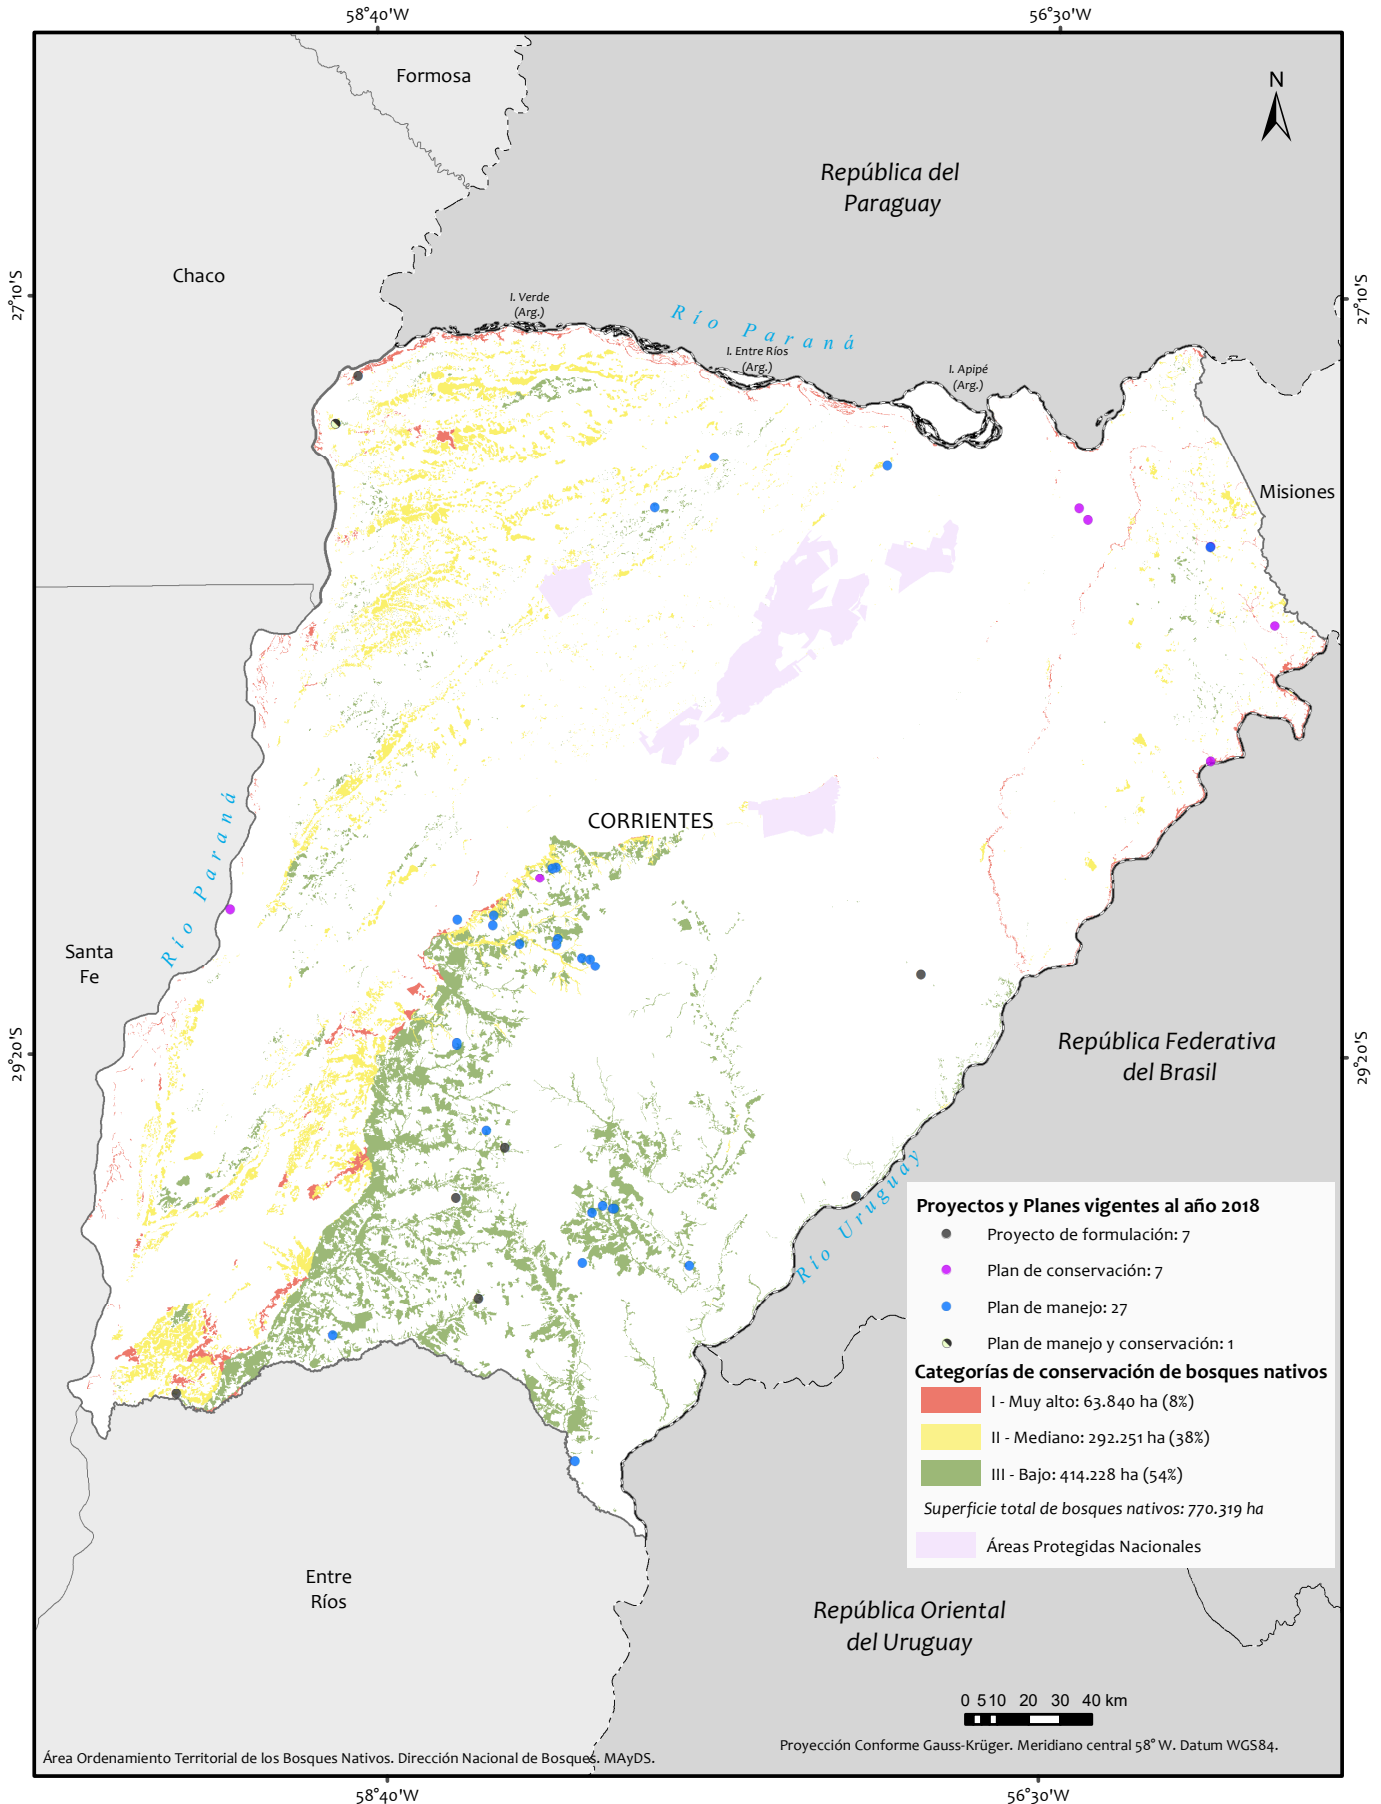 58°40'W
56°30'W
Formosa
N
República del
Paraguay
Chaco
27°10'S
27°10'S
I. Verde
(Arg.)
Río Paraná
I. Entre Ríos
(Arg.)
I. Apipé
(Arg.)
Misiones
CORRIENTES
Río Paraná
Santa
Fe
29°20'S
29°20'S
República Federativa
del Brasil
Río Uruguay
Proyectos y Planes vigentes al año 2018
Proyecto de formulación: 7
Plan de conservación: 7
Plan de manejo: 27
Plan de manejo y conservación: 1
Categorías de conservación de bosques nativos
I - Muy alto: 63.840 ha (8%)
II - Mediano: 292.251 ha (38%)
III - Bajo: 414.228 ha (54%)
Superficie total de bosques nativos: 770.319 ha
Áreas Protegidas Nacionales
Entre
Ríos
República Oriental
del Uruguay
0 5 10 20 30 40 km
Proyección Conforme Gauss-Krüger. Meridiano central 58° W. Datum WGS84.
Área Ordenamiento Territorial de los Bosques Nativos. Dirección Nacional de Bosques. MAyDS.
58°40'W
56°30'W